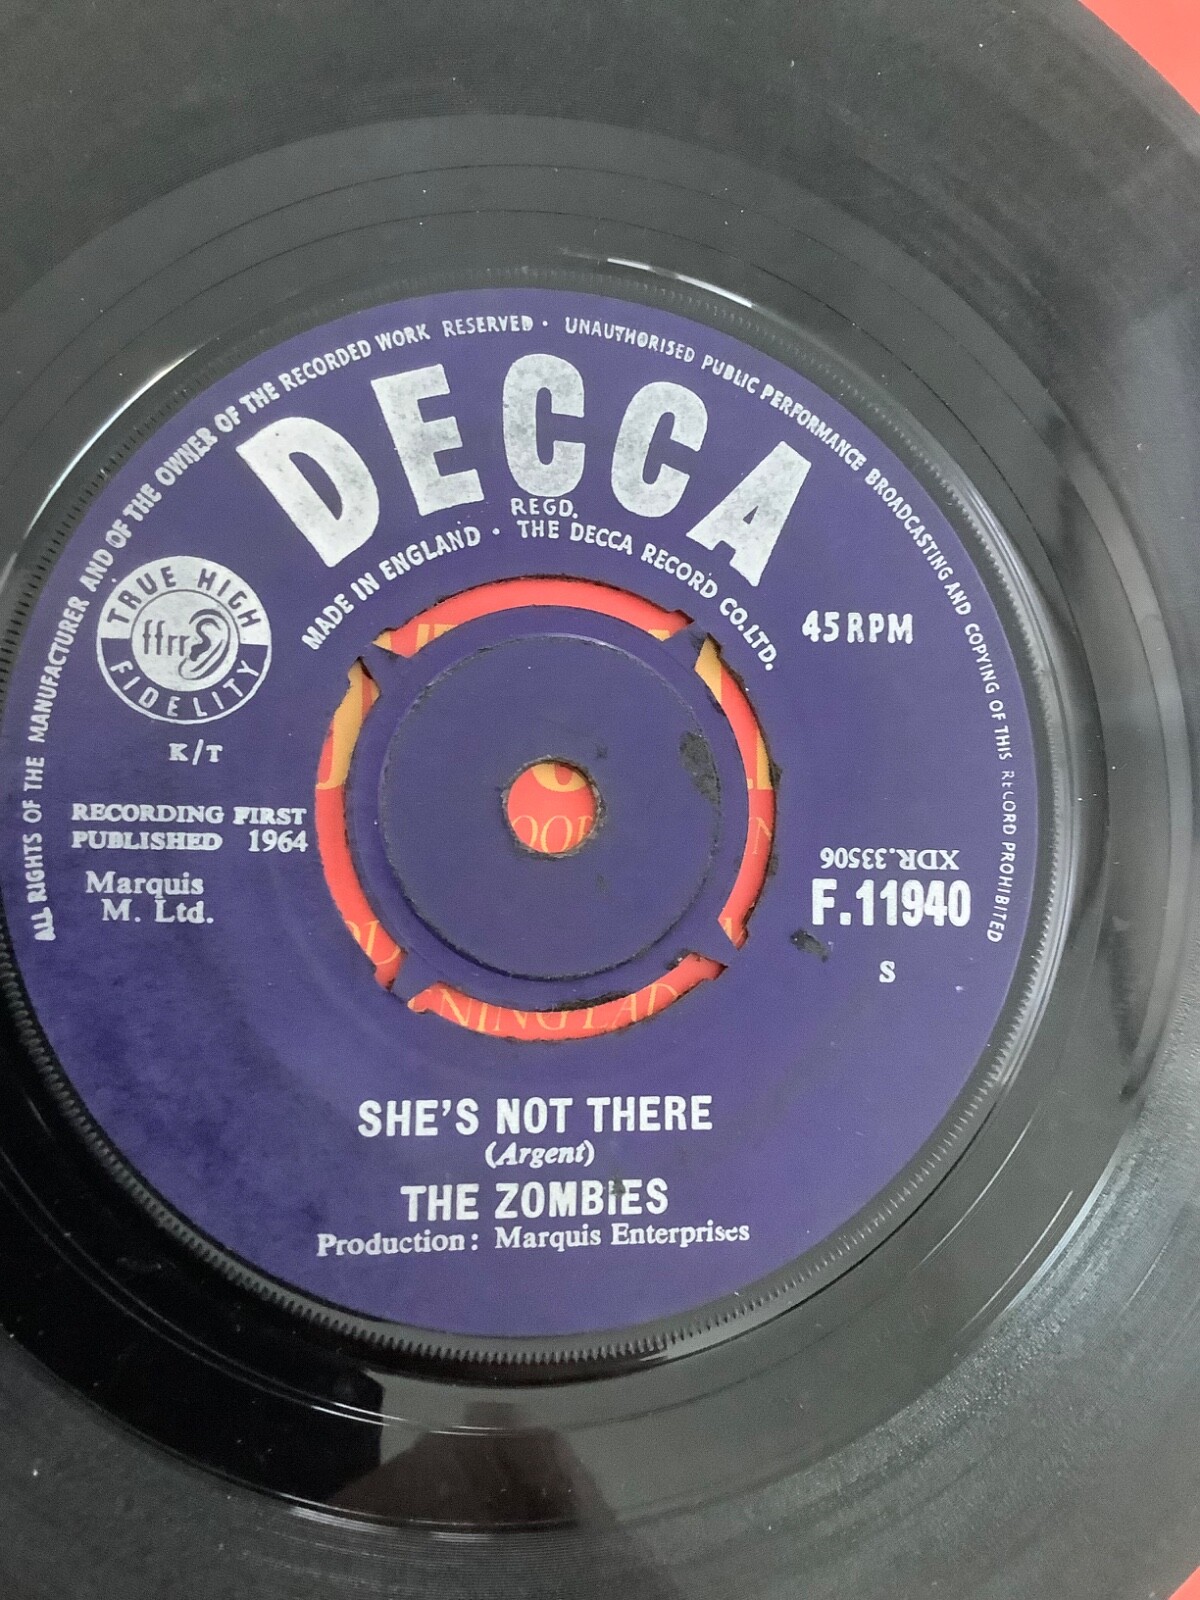 ALL RIGHTS OF THE MANUFACTURER AND OF THE OWNER OF THE RECORDED WORK RESERVED · UNAUTHORISED PUBLIC PERFORMANCE BROADCASTING AND COPYING OF THIS RECORD PROHIBITED
DECCA
REGD.
MADE IN ENGLAND · THE DECCA RECORD CO. LTD.
TRUE HIGH
ffrr
FIDELITY
45 RPM
K/T
RECORDING FIRST
PUBLISHED 1964
Marquis
M. Ltd.
XDR.33506
F.11940
S
SHE'S NOT THERE
(Argent)
THE ZOMBIES
Production: Marquis Enterprises